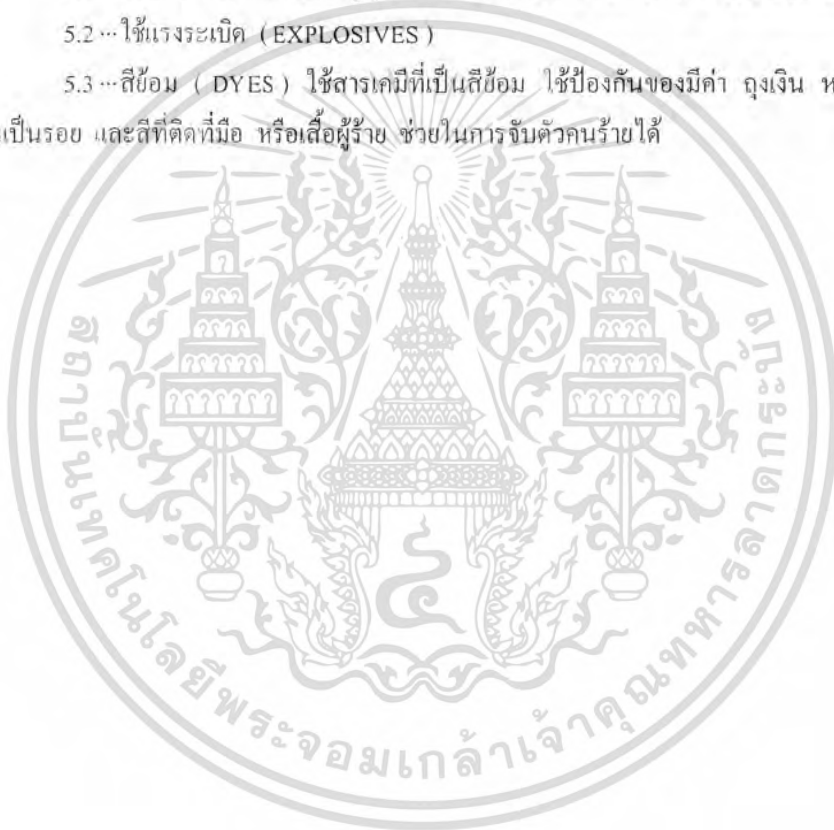 5.2 ... ใช้แรงระเบิด ( EXPLOSIVES )
5.3 ... สีย้อม ( DYES ) ใช้สารเคมีที่เป็นสีย้อม ใช้ป้องกันของมีค่า ถุงเงิน ห
เป็นรอย และสีที่ติดที่มือ หรือเสื้อผู้ร้าย ช่วยในการจับตัวคนร้ายได้
สถาบันเทคโนโลยีพระจอมเกล้าเจ้าคุณทหารลาดกระบัง